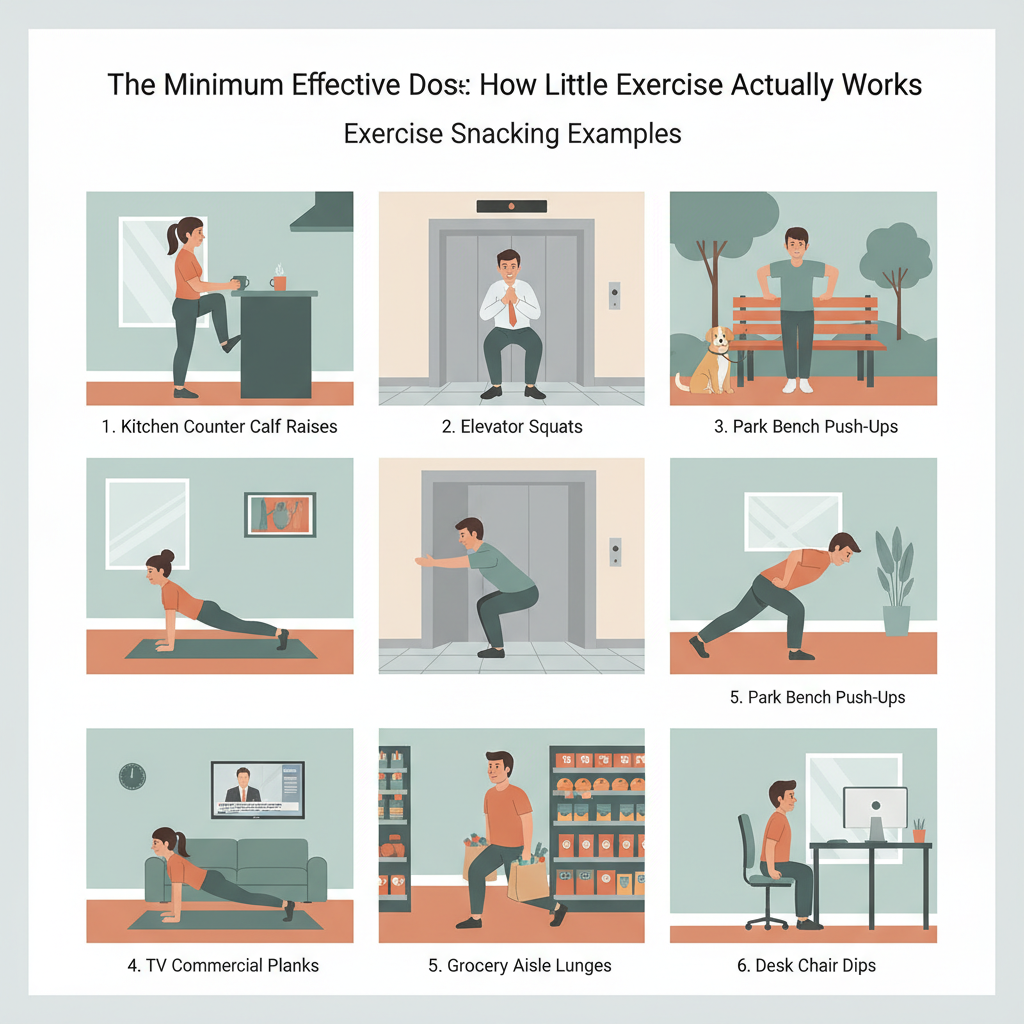 The Minimum Effective Dose: How Little Exercise Actually Works
Exercise Snacking Examples
1. Kitchen Counter Calf Raises
2. Elevator Squats
3. Park Bench Push-Ups
5. Park Bench Push-Ups
4. TV Commercial Planks
5. Grocery Aisle Lunges
6. Desk Chair Dips